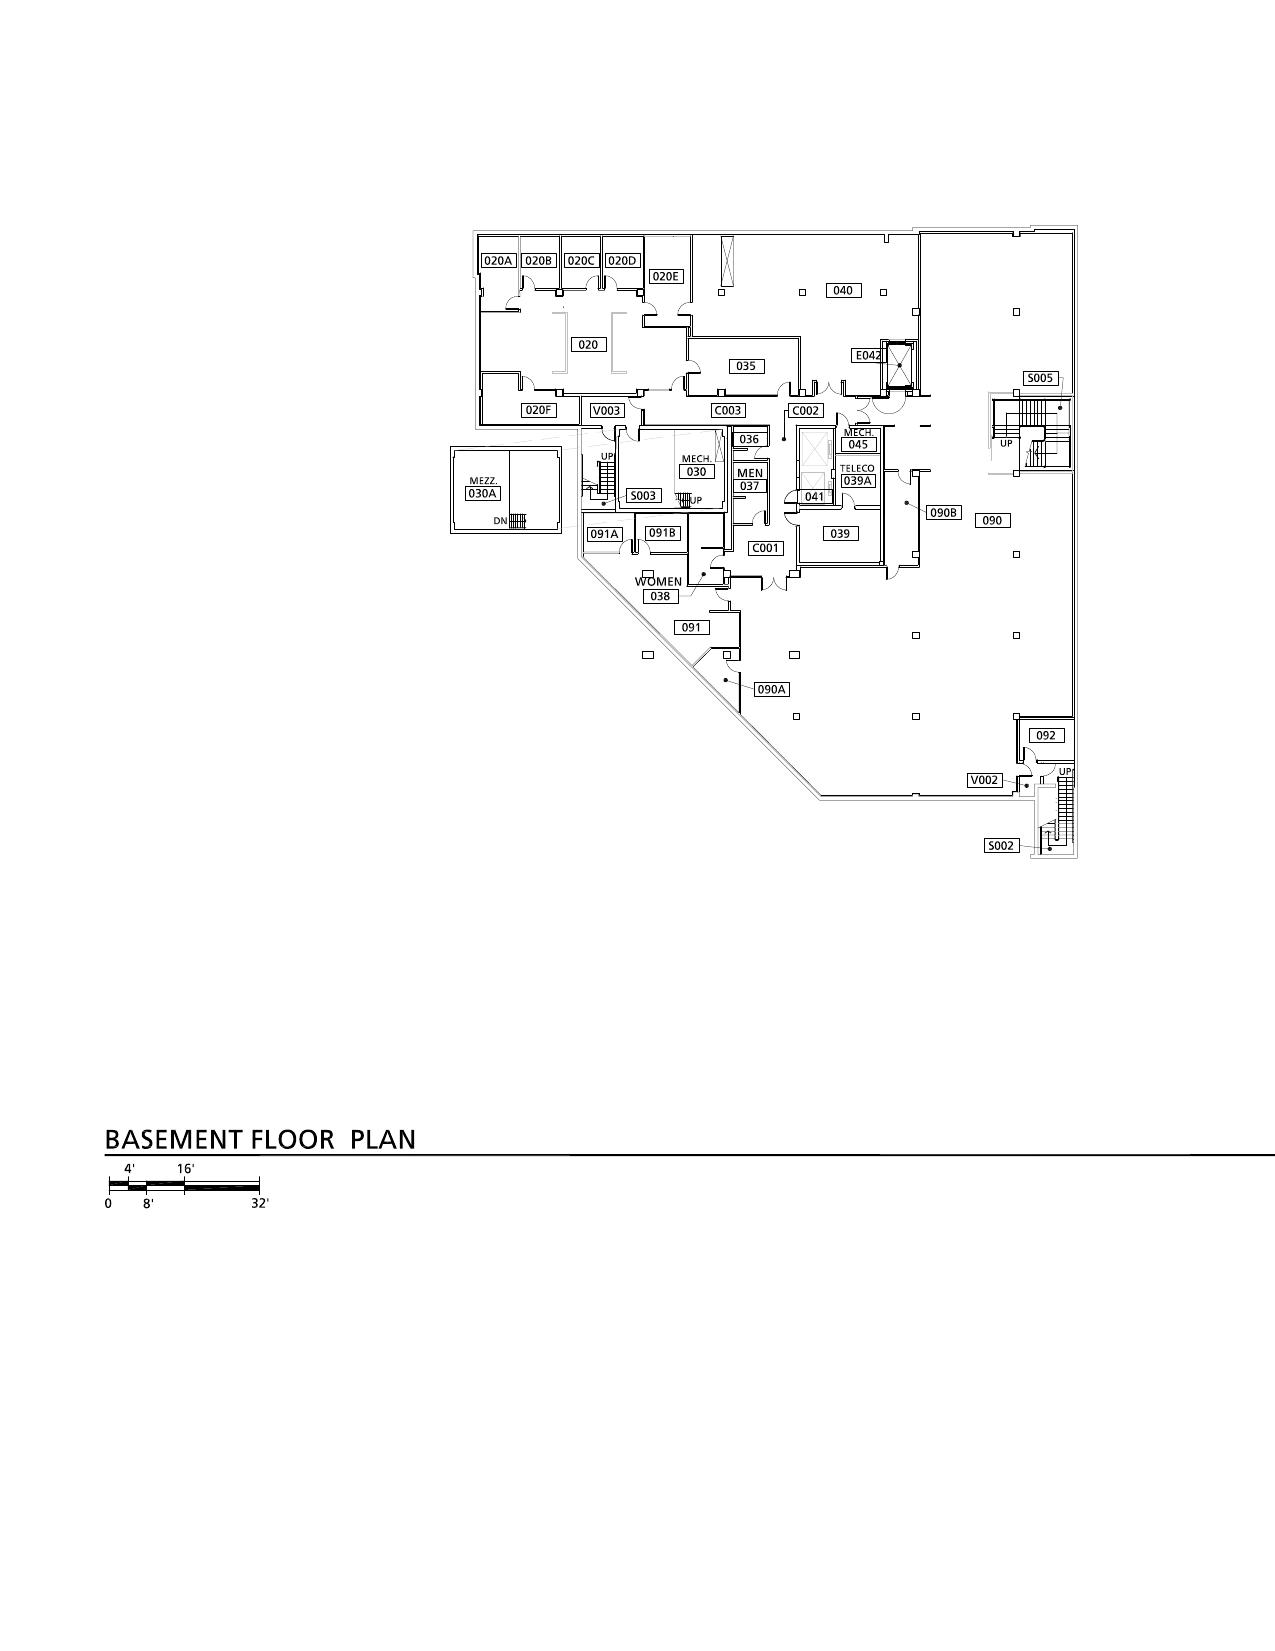 020A
020B
020C
020D
020E
040
020
035
E042
S005
020F
V003
C003
C002
UP
036
MECH.
045
MECH.
030
MEN
037
TELECO
039A
MEZZ.
030A
UP
S003
UP
041
DN
090B
090
091A
091B
039
C001
WOMEN
038
091
090A
092
V002
UP
S002
BASEMENT FLOOR PLAN
4' 16'
0 8' 32'